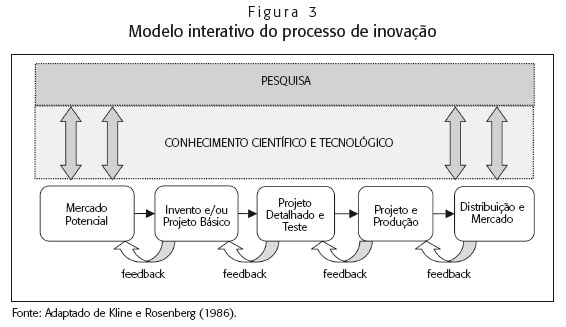 Figura 3
Modelo interativo do processo de inovação
PESQUISA
CONHECIMENTO CIENTÍFICO E TECNOLÓGICO
Mercado
Potencial
Invento e/ou
Projeto Básico
Projeto
Detalhado e
Teste
Projeto e
Produção
Distribuição e
Mercado
feedback
feedback
feedback
feedback
Fonte: Adaptado de Kline e Rosenberg (1986).